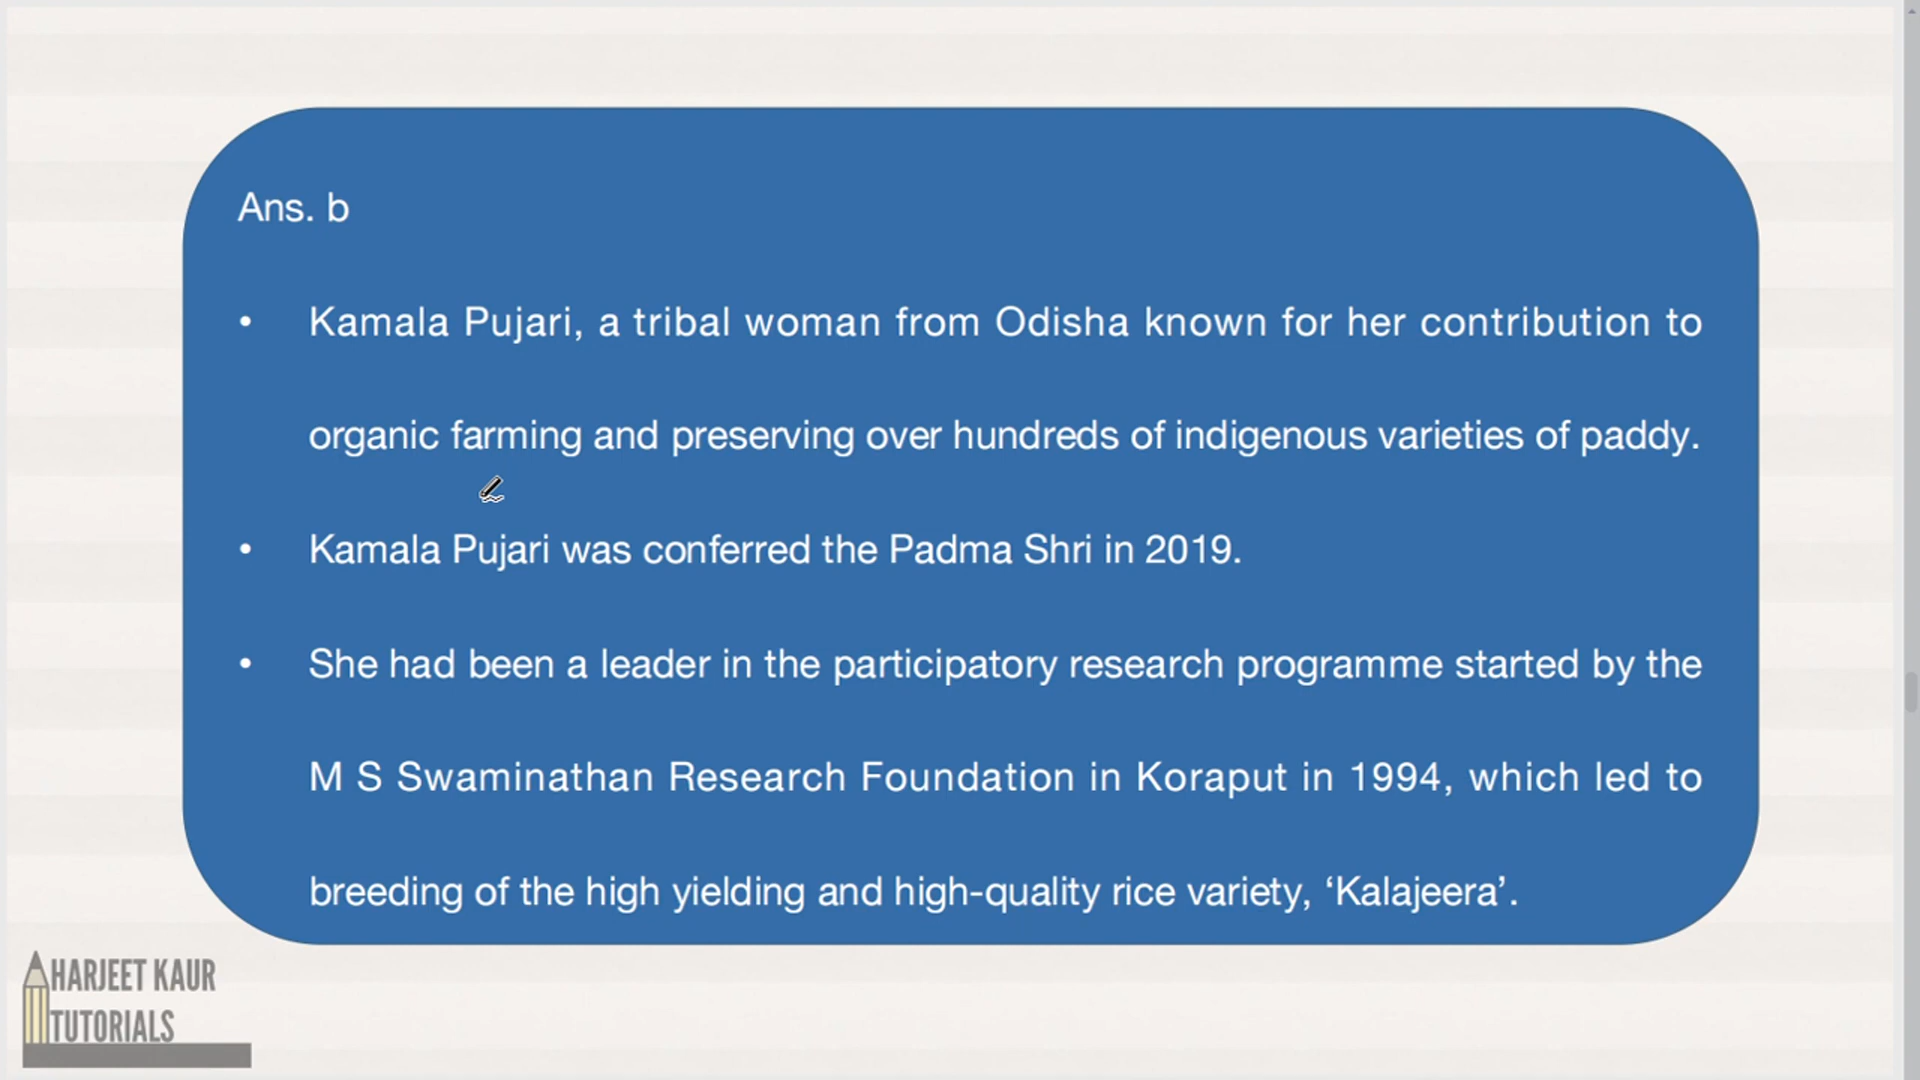 Ans. b
• Kamala Pujari, a tribal woman from Odisha known for her contribution to
organic farming and preserving over hundreds of indigenous varieties of paddy.
• Kamala Pujari was conferred the Padma Shri in 2019.
• She had been a leader in the participatory research programme started by the
M S Swaminathan Research Foundation in Koraput in 1994, which led to
breeding of the high yielding and high-quality rice variety, ‘Kalajeera’.
HARJEET KAUR
TUTORIALS